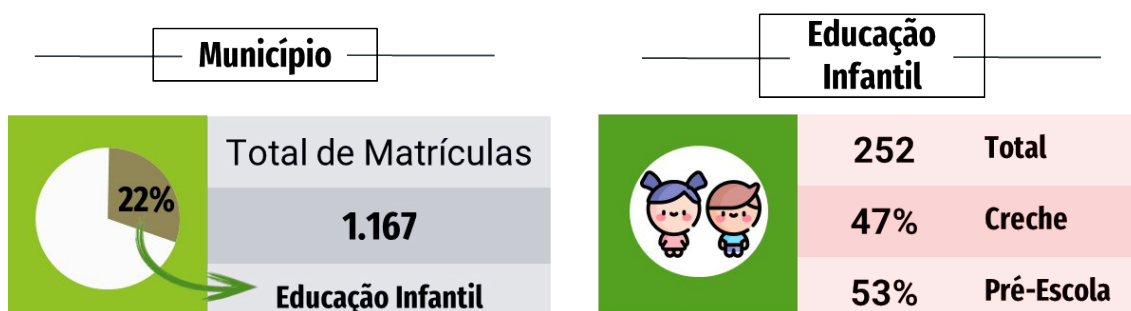 Município
22%
Total de Matrículas
1.167
Educação Infantil
Educação
Infantil
252 Total
47% Creche
53% Pré-Escola